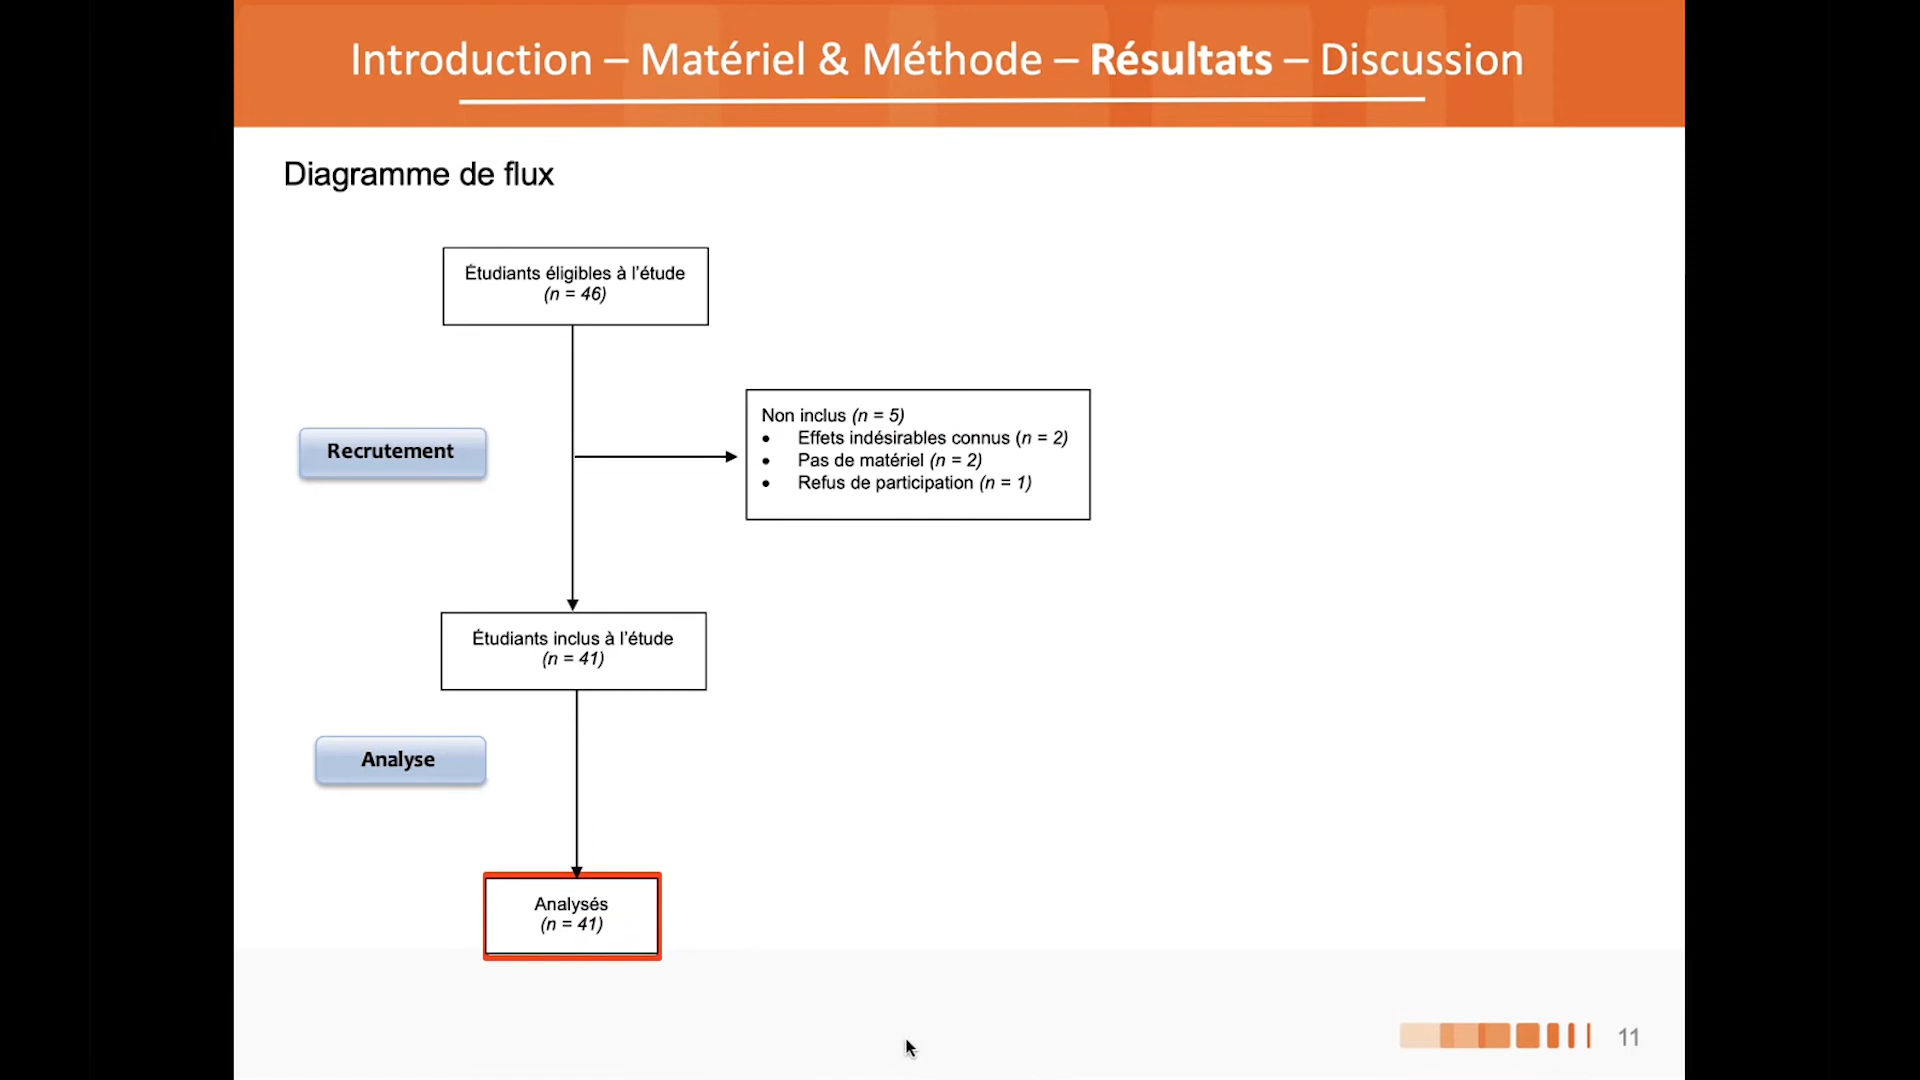 Introduction – Matériel & Méthode – Résultats – Discussion
Diagramme de flux
Étudiants éligibles à l'étude
(n = 46)
Recrutement
Non inclus (n = 5)
• Effets indésirables connus (n = 2)
• Pas de matériel (n = 2)
• Refus de participation (n = 1)
Étudiants inclus à l'étude
(n = 41)
Analyse
Analysés
(n = 41)
11